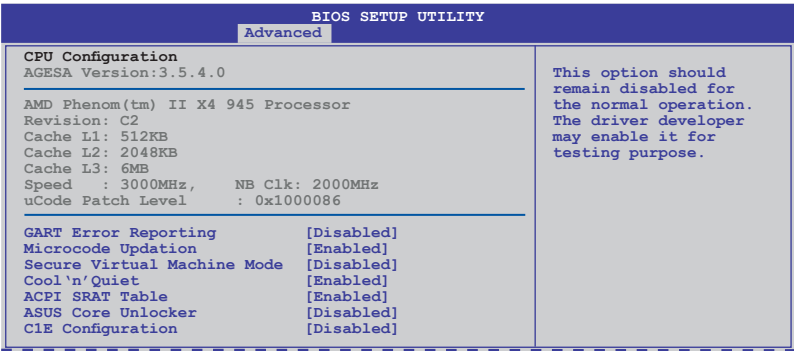 BIOS SETUP UTILITY
Advanced
CPU Configuration
AGESA Version:3.5.4.0
AMD Phenom(tm) II X4 945 Processor
Revision: C2
Cache L1: 512KB
Cache L2: 2048KB
Cache L3: 6MB
Speed : 3000MHz, NB Clk: 2000MHz
uCode Patch Level : 0x1000086
GART Error Reporting [Disabled]
Microcode Updation [Enabled]
Secure Virtual Machine Mode [Disabled]
Cool‘n’Quiet [Enabled]
ACPI SRAT Table [Enabled]
ASUS Core Unlocker [Disabled]
C1E Configuration [Disabled]
This option should
remain disabled for
the normal operation.
The driver developer
may enable it for
testing purpose.